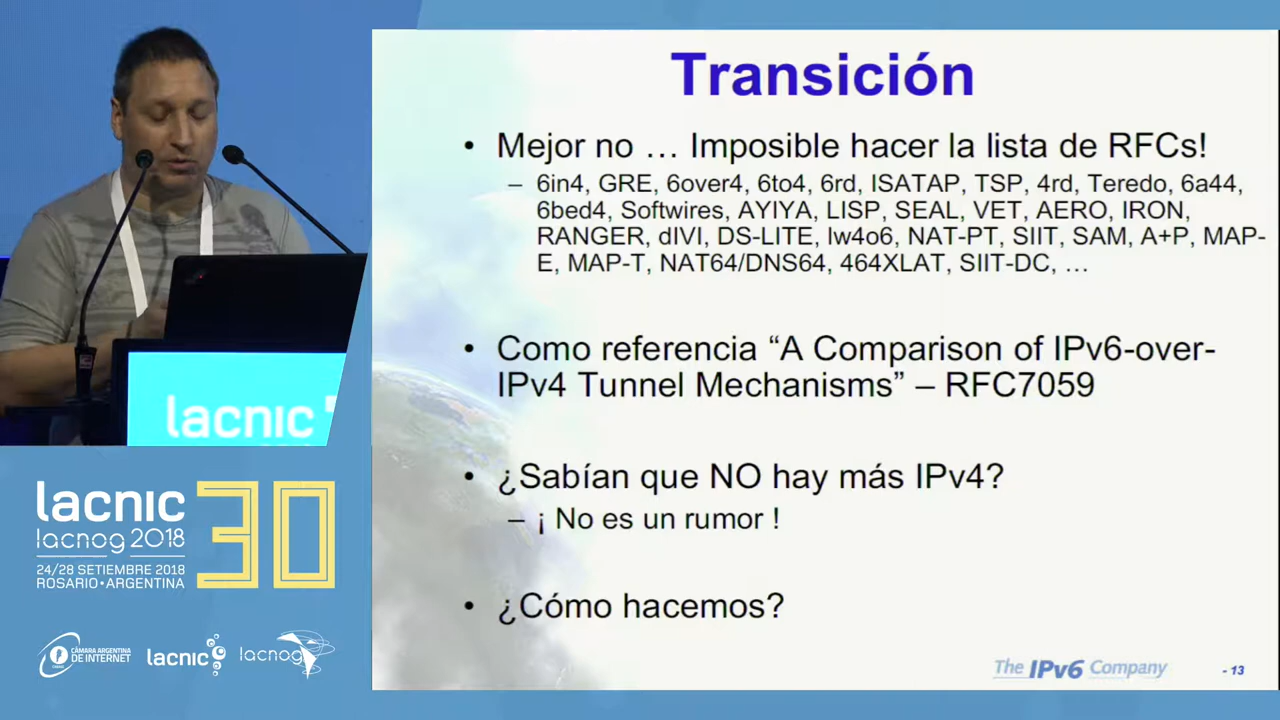 Transición
• Mejor no … Imposible hacer la lista de RFCs!
– 6in4, GRE, 6over4, 6to4, 6rd, ISATAP, TSP, 4rd, Teredo, 6a44,
6bed4, Softwires, AYIYA, LISP, SEAL, VET, AERO, IRON,
RANGER, dIVI, DS-LITE, lw4o6, NAT-PT, SIIT, SAM, A+P, MAP-
E, MAP-T, NAT64/DNS64, 464XLAT, SIIT-DC, …
• Como referencia “A Comparison of IPv6-over-
IPv4 Tunnel Mechanisms” – RFC7059
• ¿Sabían que NO hay más IPv4?
– ¡ No es un rumor !
• ¿Cómo hacemos?
The IPv6 Company
- 13
lacnic
lacnic 30
lacnog 2018
24/28 SETIEMBRE 2018
ROSARIO•ARGENTINA
CÁMARA ARGENTINA
DE INTERNET
lacnic
lacnog